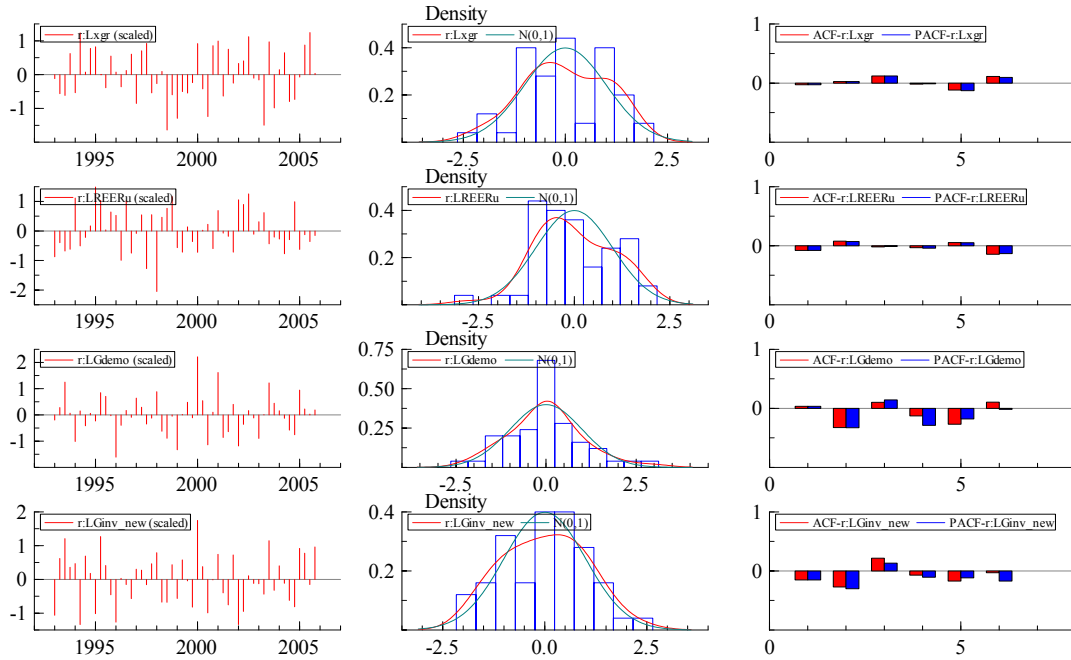 Density
r:Lxgr (scaled)
r:Lxgr N(0,1)
ACF-r:Lxgr PACF-r:Lxgr
1
0
-1
0.4
0.2
1
0
1995 2000 2005
-2.5 0.0 2.5
0 5
Density
r:LREERu (scaled)
r:LREERu N(0,1)
ACF-r:LREERu PACF-r:LREERu
1
0
-1
-2
0.4
0.2
1
0
1995 2000 2005
-2.5 0.0 2.5
0 5
Density
r:LGdemo (scaled)
r:LGdemo N(0,1)
ACF-r:LGdemo PACF-r:LGdemo
2
1
0
-1
0.75
0.50
0.25
1
0
1995 2000 2005
-2.5 0.0 2.5
0 5
Density
r:LGinv_new (scaled)
r:LGinv_new N(0,1)
ACF-r:LGinv_new PACF-r:LGinv_new
2
1
0
-1
0.4
0.2
1
0
1995 2000 2005
-2.5 0.0 2.5
0 5